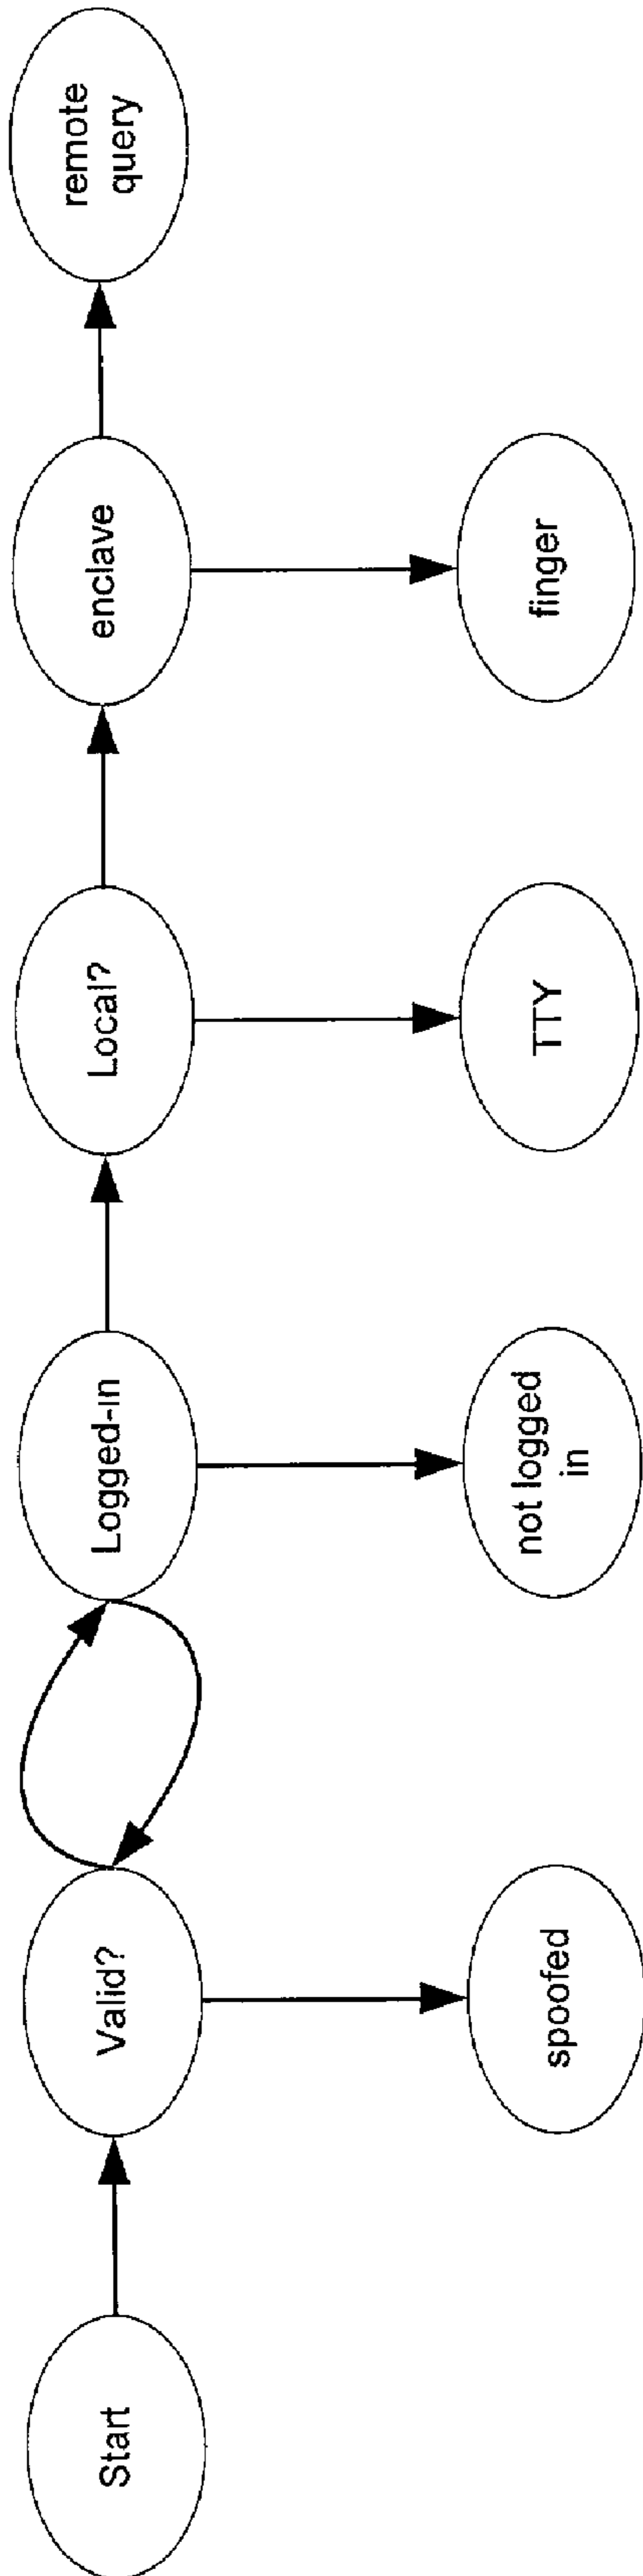 Start
Valid?
Logged-in
Local?
enclave
remote
query
spoofed
not logged
in
TTY
finger